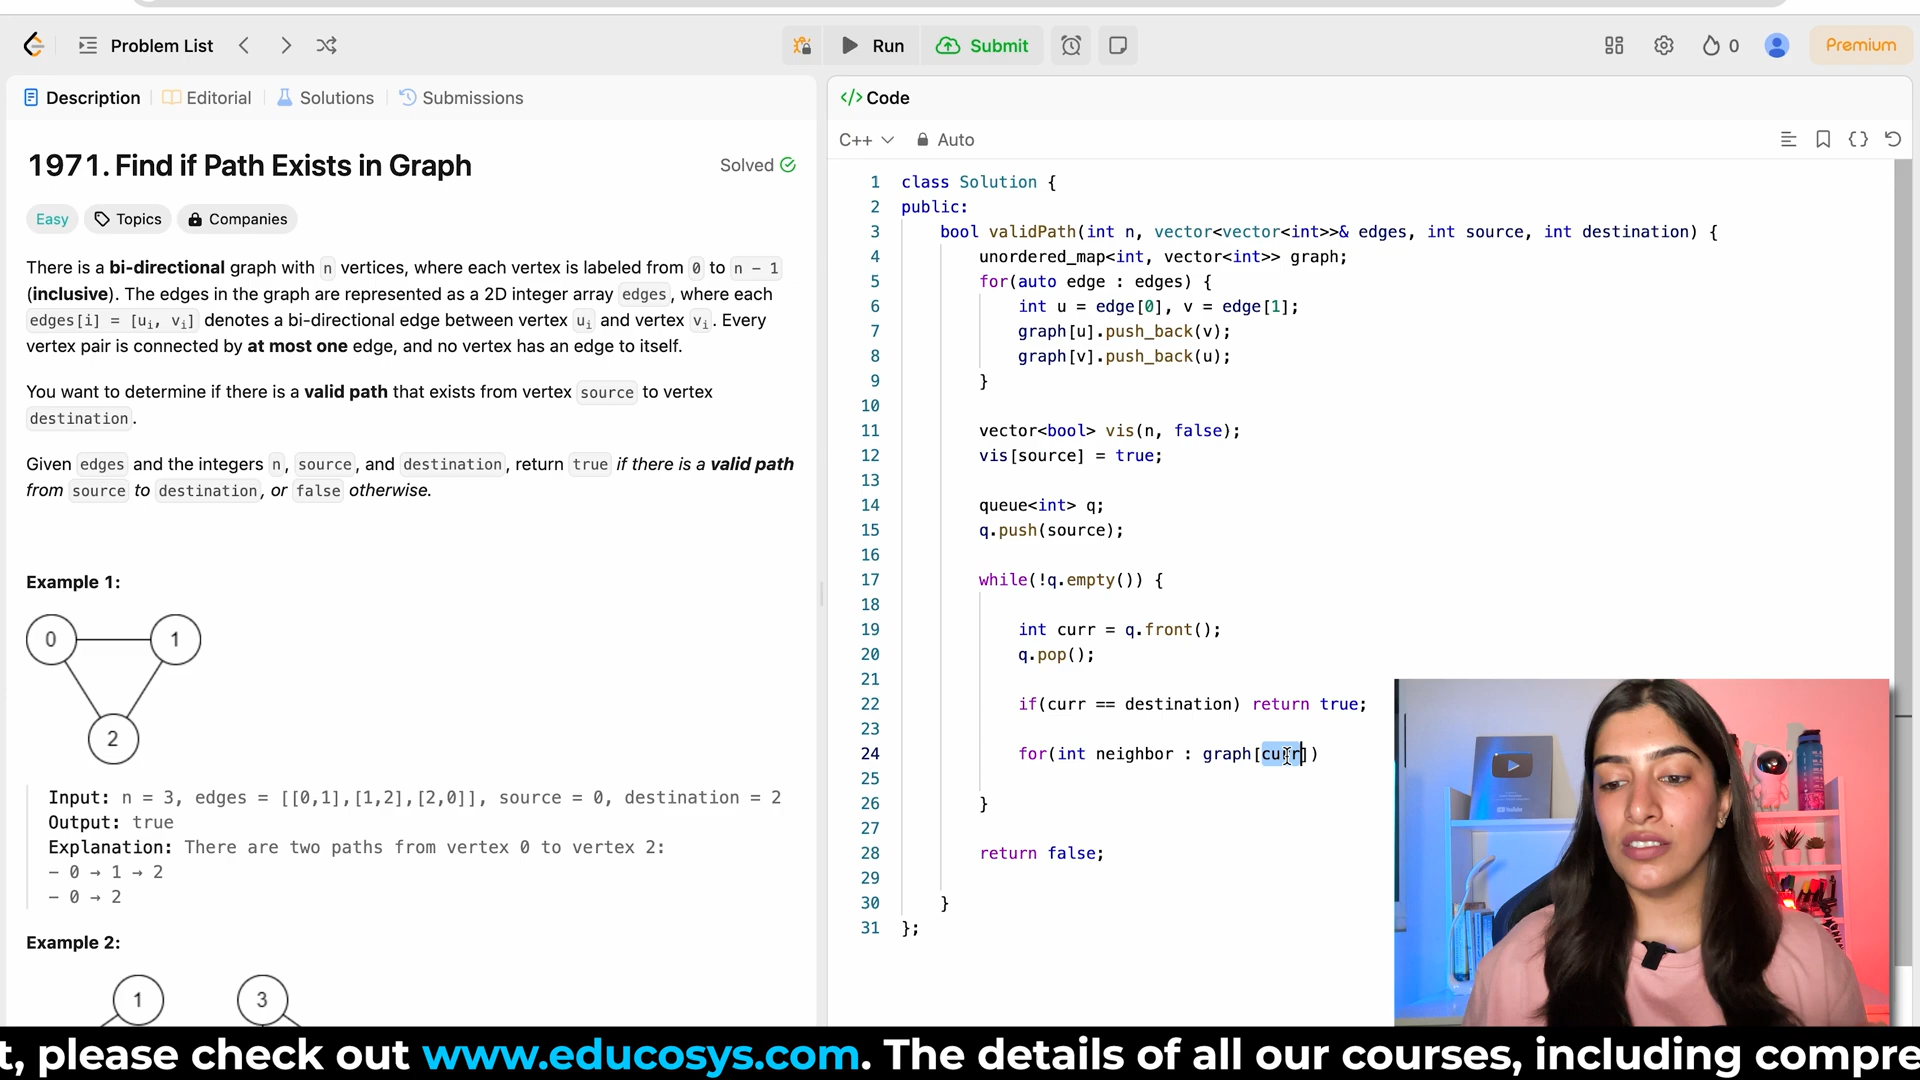 Problem List
Run
Submit
0
Premium
Description
Editorial
Solutions
Submissions
</> Code
C++
Auto
1971. Find if Path Exists in Graph
Solved
Easy
Topics
Companies
There is a bi-directional graph with n vertices, where each vertex is labeled from 0 to n - 1
(inclusive). The edges in the graph are represented as a 2D integer array edges, where each
edges[i] = [ui, vi] denotes a bi-directional edge between vertex ui and vertex vi. Every
vertex pair is connected by at most one edge, and no vertex has an edge to itself.
You want to determine if there is a valid path that exists from vertex source to vertex
destination.
Given edges and the integers n, source, and destination, return true if there is a valid path
from source to destination, or false otherwise.
Example 1:
0
1
2
Input: n = 3, edges = [[0,1],[1,2],[2,0]], source = 0, destination = 2
Output: true
Explanation: There are two paths from vertex 0 to vertex 2:
- 0 → 1 → 2
- 0 → 2
Example 2:
1
3
1 class Solution {
2 public:
3 bool validPath(int n, vector<vector<int>>& edges, int source, int destination) {
4 unordered_map<int, vector<int>> graph;
5 for(auto edge : edges) {
6 int u = edge[0], v = edge[1];
7 graph[u].push_back(v);
8 graph[v].push_back(u);
9 }
10
11 vector<bool> vis(n, false);
12 vis[source] = true;
13
14 queue<int> q;
15 q.push(source);
16
17 while(!q.empty()) {
18
19 int curr = q.front();
20 q.pop();
21
22 if(curr == destination) return true;
23
24 for(int neighbor : graph[curr])
25
26 }
27
28 return false;
29
30 }
31 };
t, please check out www.educosys.com. The details of all our courses, including compre